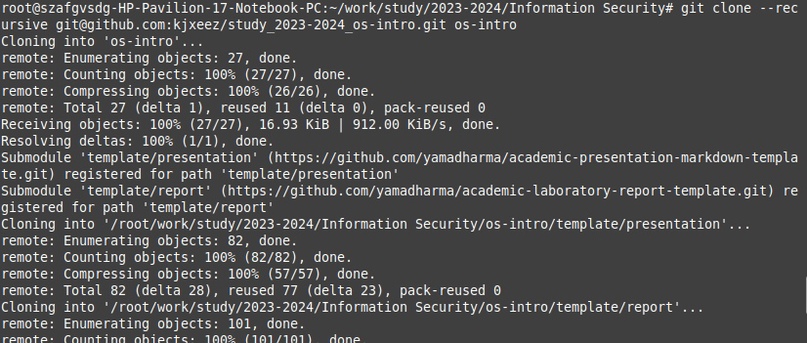 root@szafgvsdg-HP-Pavilion-17-Notebook-PC:~/work/study/2023-2024/Information Security# git clone --rec
ursive git@github.com:kjxeez/study_2023-2024_os-intro.git os-intro
Cloning into 'os-intro'...
remote: Enumerating objects: 27, done.
remote: Counting objects: 100% (27/27), done.
remote: Compressing objects: 100% (26/26), done.
remote: Total 27 (delta 1), reused 11 (delta 0), pack-reused 0
Receiving objects: 100% (27/27), 16.93 KiB | 912.00 KiB/s, done.
Resolving deltas: 100% (1/1), done.
Submodule 'template/presentation' (https://github.com/yamadharma/academic-presentation-markdown-templa
te.git) registered for path 'template/presentation'
Submodule 'template/report' (https://github.com/yamadharma/academic-laboratory-report-template.git) re
gistered for path 'template/report'
Cloning into '/root/work/study/2023-2024/Information Security/os-intro/template/presentation'...
remote: Enumerating objects: 82, done.
remote: Counting objects: 100% (82/82), done.
remote: Compressing objects: 100% (57/57), done.
remote: Total 82 (delta 28), reused 77 (delta 23), pack-reused 0
Cloning into '/root/work/study/2023-2024/Information Security/os-intro/template/report'...
remote: Enumerating objects: 101, done.
remote: Counting objects: 100% (101/101), done.